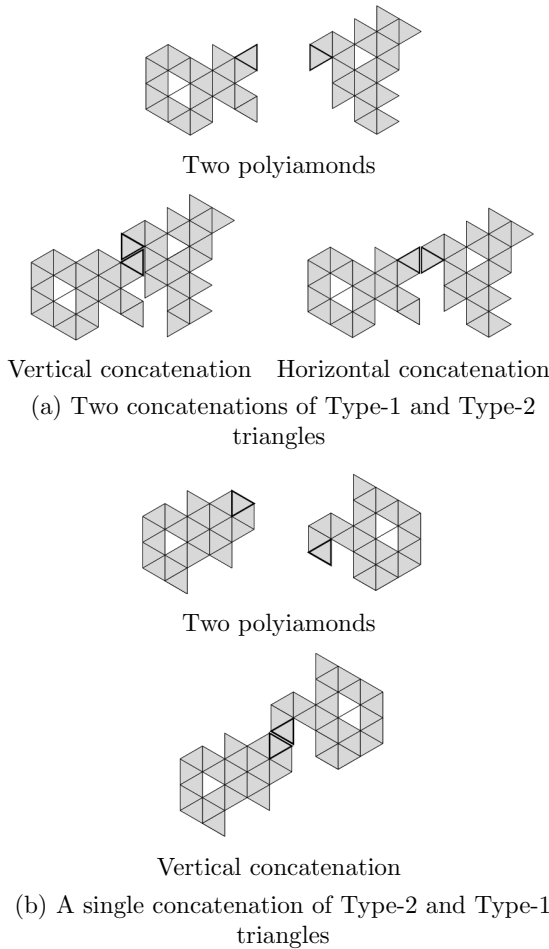 Two polyiamonds
Vertical concatenation Horizontal concatenation
(a) Two concatenations of Type-1 and Type-2
triangles
Two polyiamonds
Vertical concatenation
(b) A single concatenation of Type-2 and Type-1
triangles